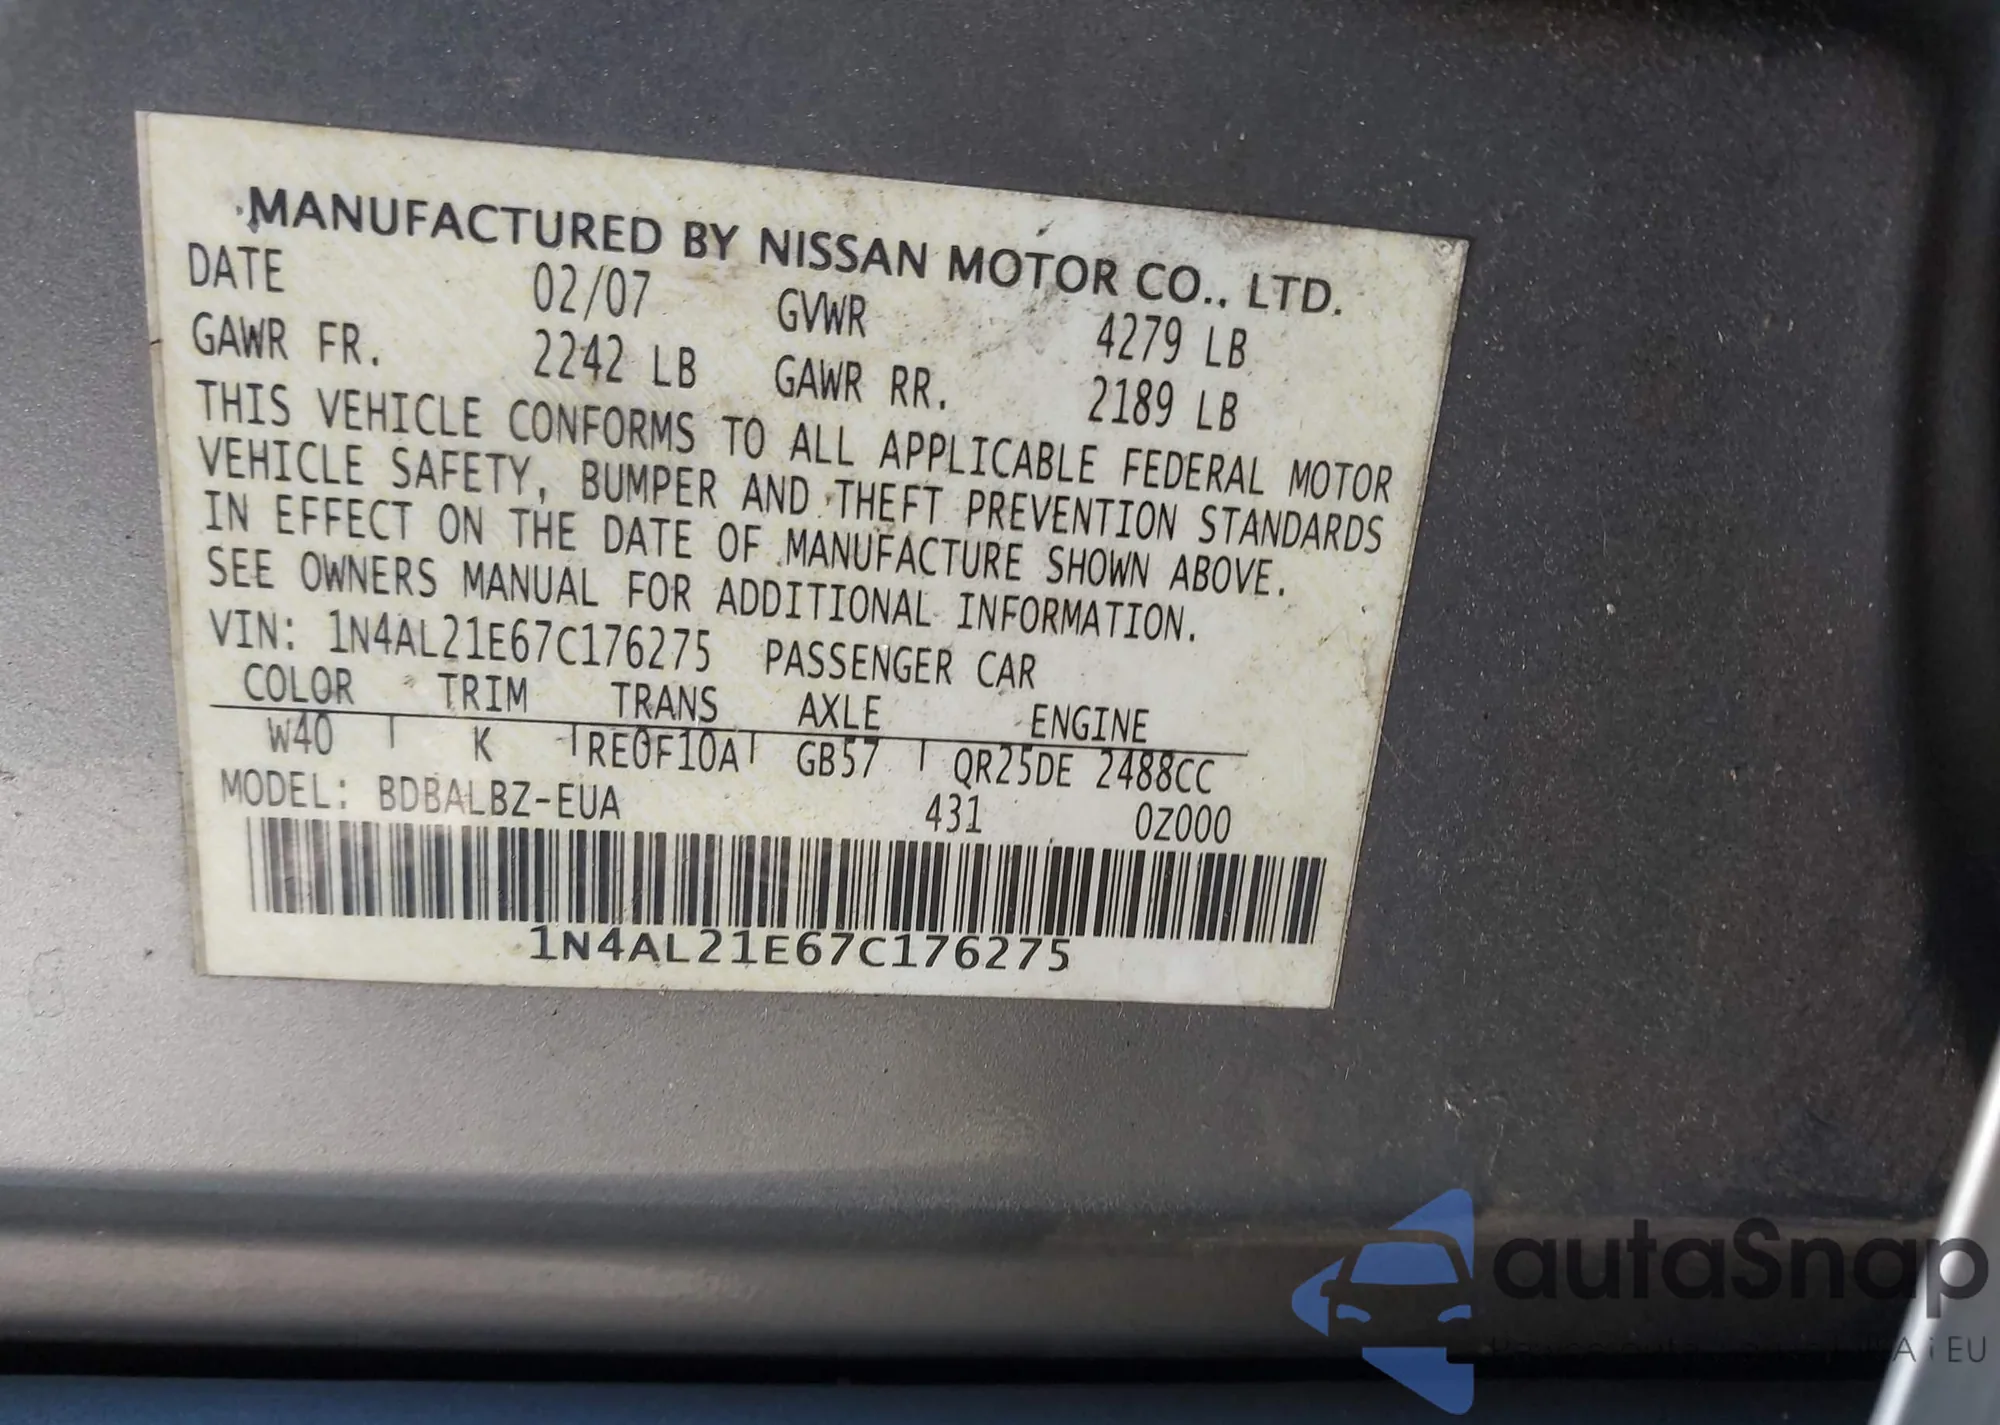 MANUFACTURED BY NISSAN MOTOR CO., LTD.
DATE 02/07 GVWR 4279 LB
GAWR FR. 2242 LB GAWR RR. 2189 LB
THIS VEHICLE CONFORMS TO ALL APPLICABLE FEDERAL MOTOR
VEHICLE SAFETY, BUMPER AND THEFT PREVENTION STANDARDS
IN EFFECT ON THE DATE OF MANUFACTURE SHOWN ABOVE.
SEE OWNERS MANUAL FOR ADDITIONAL INFORMATION.
VIN: 1N4AL21E67C176275 PASSENGER CAR
COLOR TRIM TRANS AXLE ENGINE
W40 K RE0F10A GB57 QR25DE 2488CC
MODEL: BDBALBZ-EUA 431 0Z000
1N4AL21E67C176275
autaSnap
i EU